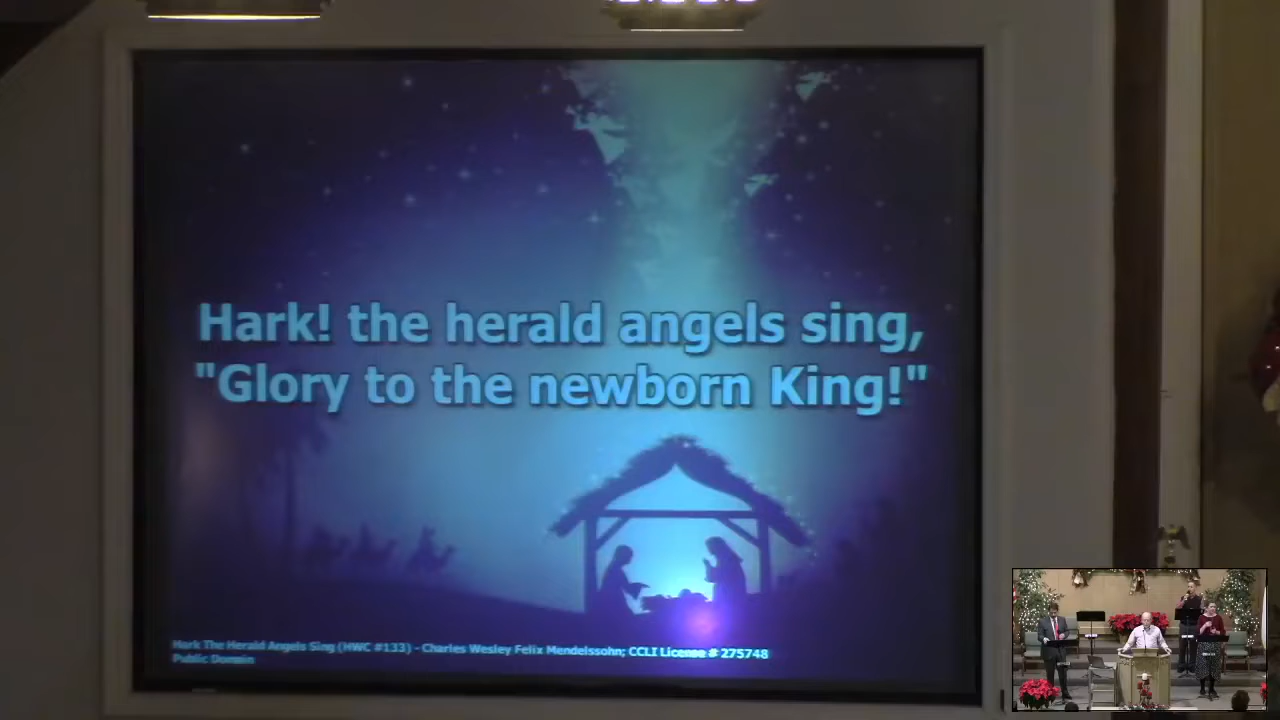 Hark! the herald angels sing,
"Glory to the newborn King!"
Hark The Herald Angels Sing (HWC #133) - Charles Wesley Felix Mendelssohn; CCLI License # 275748
Public Domain